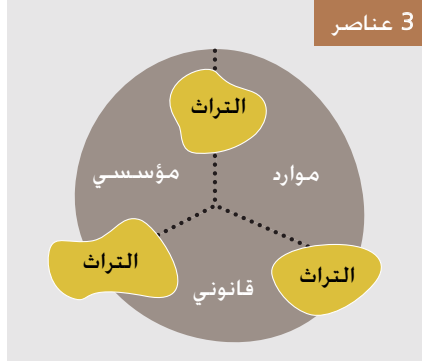 3 عناصر
التراث
موارد
مؤسسي
التراث
التراث
قانوني